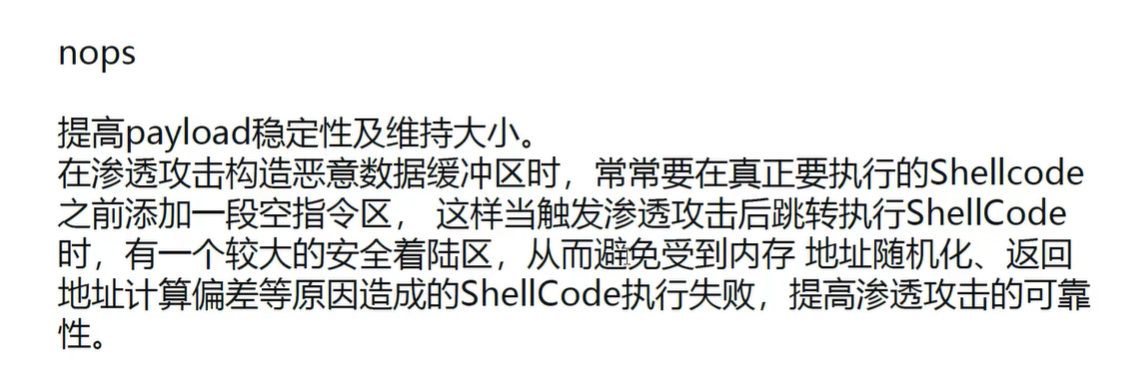 nops
提高payload稳定性及维持大小。
在渗透攻击构造恶意数据缓冲区时，常常要在真正要执行的Shellcode
之前添加一段空指令区， 这样当触发渗透攻击后跳转执行ShellCode
时，有一个较大的安全着陆区，从而避免受到内存 地址随机化、返回
地址计算偏差等原因造成的ShellCode执行失败，提高渗透攻击的可靠
性。